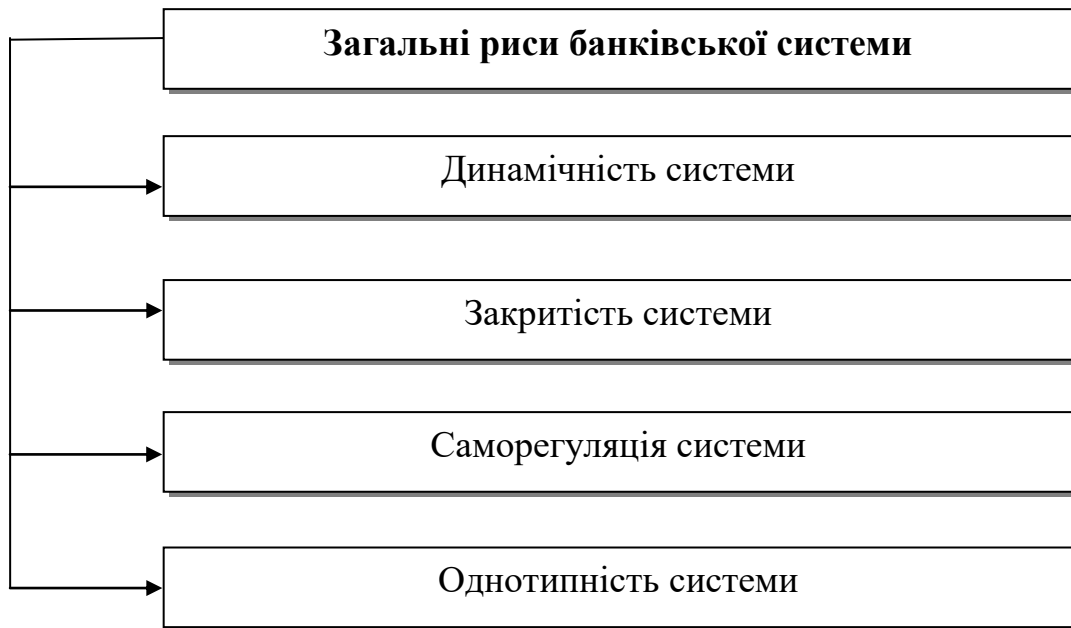 Загальні риси банківської системи
Динамічність системи
Закритість системи
Саморегуляція системи
Однотипність системи